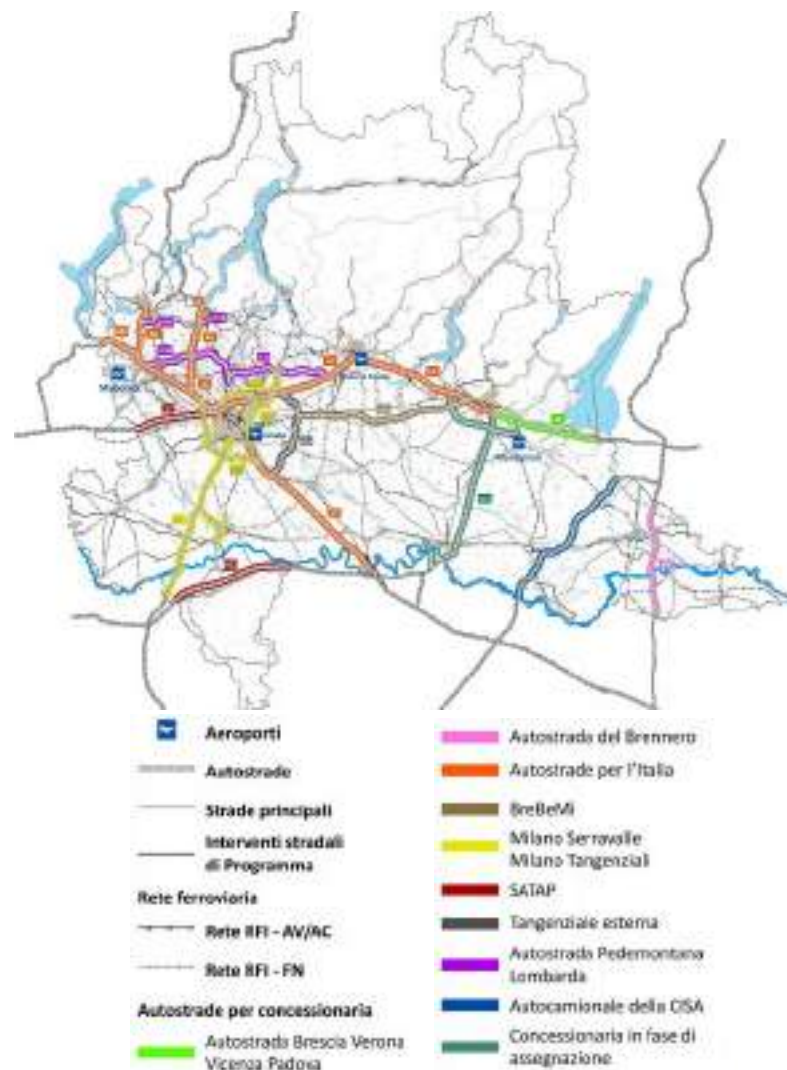 Malpensa
Aeroporti
Autostrade
Strade principali
Interventi stradali
di Programma
Rete ferroviaria
Rete RFI - AV/AC
Rete RFI - FN
Autostrade per concessionaria
Autostrada Brescia Verona
Vicenza Padova
Autostrada del Brennero
Autostrade per l'Italia
BreBeMi
Milano Serravalle
Milano Tangenziali
SATAP
Tangenziale esterna
Autostrada Pedemontana
Lombarda
Autocamionale della CISA
Concessionaria in fase di
assegnazione